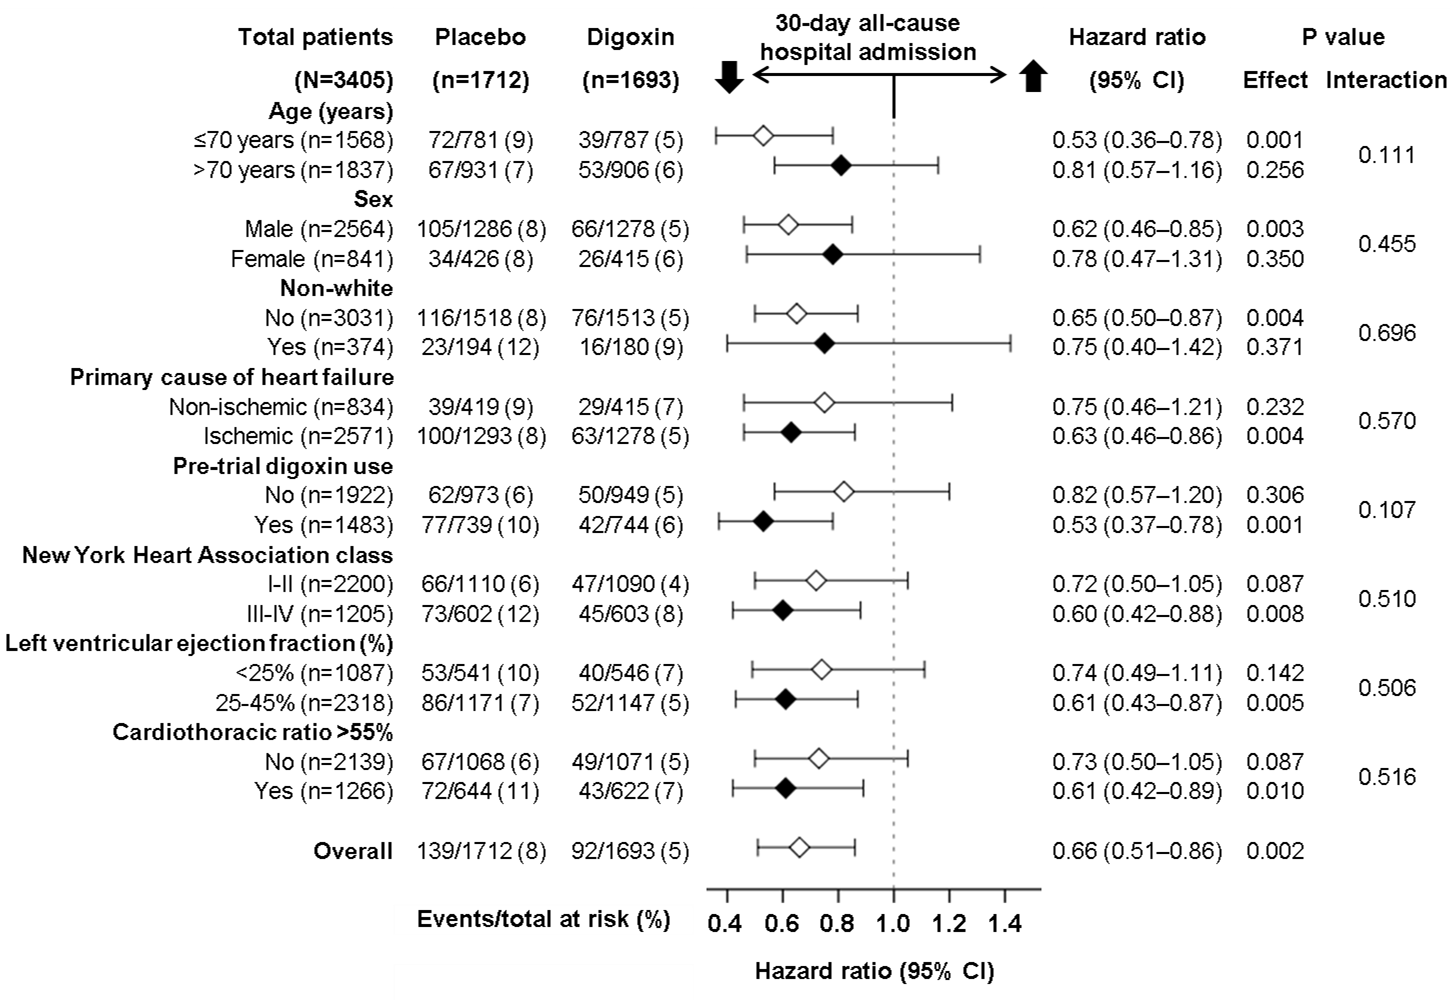 Total patients Placebo Digoxin 30-day all-cause Hazard ratio P value
hospital admission
(N=3405) (n=1712) (n=1693) (95% CI) Effect Interaction
Age (years)
≤70 years (n=1568) 72/781 (9) 39/787 (5) 0.53 (0.36–0.78) 0.001
0.111
>70 years (n=1837) 67/931 (7) 53/906 (6) 0.81 (0.57–1.16) 0.256
Sex
Male (n=2564) 105/1286 (8) 66/1278 (5) 0.62 (0.46–0.85) 0.003
0.455
Female (n=841) 34/426 (8) 26/415 (6) 0.78 (0.47–1.31) 0.350
Non-white
No (n=3031) 116/1518 (8) 76/1513 (5) 0.65 (0.50–0.87) 0.004
0.696
Yes (n=374) 23/194 (12) 16/180 (9) 0.75 (0.40–1.42) 0.371
Primary cause of heart failure
Non-ischemic (n=834) 39/419 (9) 29/415 (7) 0.75 (0.46–1.21) 0.232
0.570
Ischemic (n=2571) 100/1293 (8) 63/1278 (5) 0.63 (0.46–0.86) 0.004
Pre-trial digoxin use
No (n=1922) 62/973 (6) 50/949 (5) 0.82 (0.57–1.20) 0.306
0.107
Yes (n=1483) 77/739 (10) 42/744 (6) 0.53 (0.37–0.78) 0.001
New York Heart Association class
I-II (n=2200) 66/1110 (6) 47/1090 (4) 0.72 (0.50–1.05) 0.087
0.510
III-IV (n=1205) 73/602 (12) 45/603 (8) 0.60 (0.42–0.88) 0.008
Left ventricular ejection fraction (%)
<25% (n=1087) 53/541 (10) 40/546 (7) 0.74 (0.49–1.11) 0.142
0.506
25-45% (n=2318) 86/1171 (7) 52/1147 (5) 0.61 (0.43–0.87) 0.005
Cardiothoracic ratio >55%
No (n=2139) 67/1068 (6) 49/1071 (5) 0.73 (0.50–1.05) 0.087
0.516
Yes (n=1266) 72/644 (11) 43/622 (7) 0.61 (0.42–0.89) 0.010
Overall 139/1712 (8) 92/1693 (5) 0.66 (0.51–0.86) 0.002
Events/total at risk (%) 0.4 0.6 0.8 1.0 1.2 1.4
Hazard ratio (95% CI)